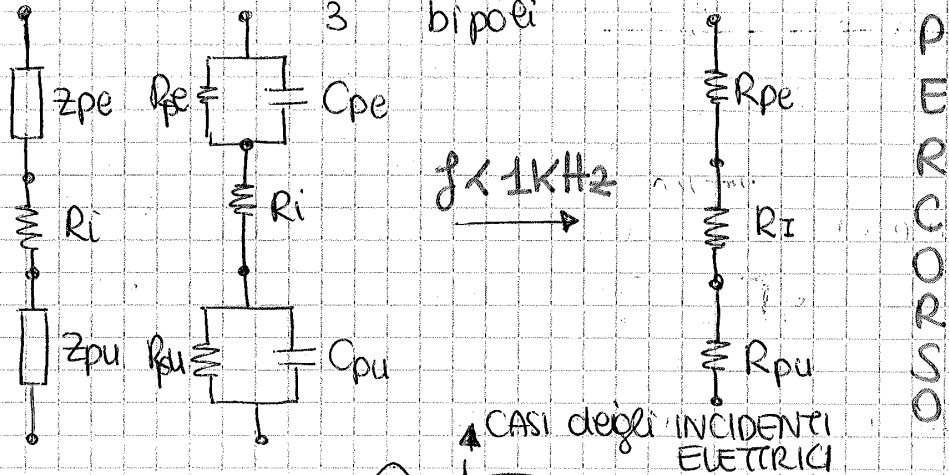 3 bipoli
Zpe
Rpe
Cpe
Rpe
Ri
Ri
f < 1KHz
RI
Zpu
Rpu
Cpu
Rpu
CASI degli INCIDENTI
ELETTRICI
PERCORSO